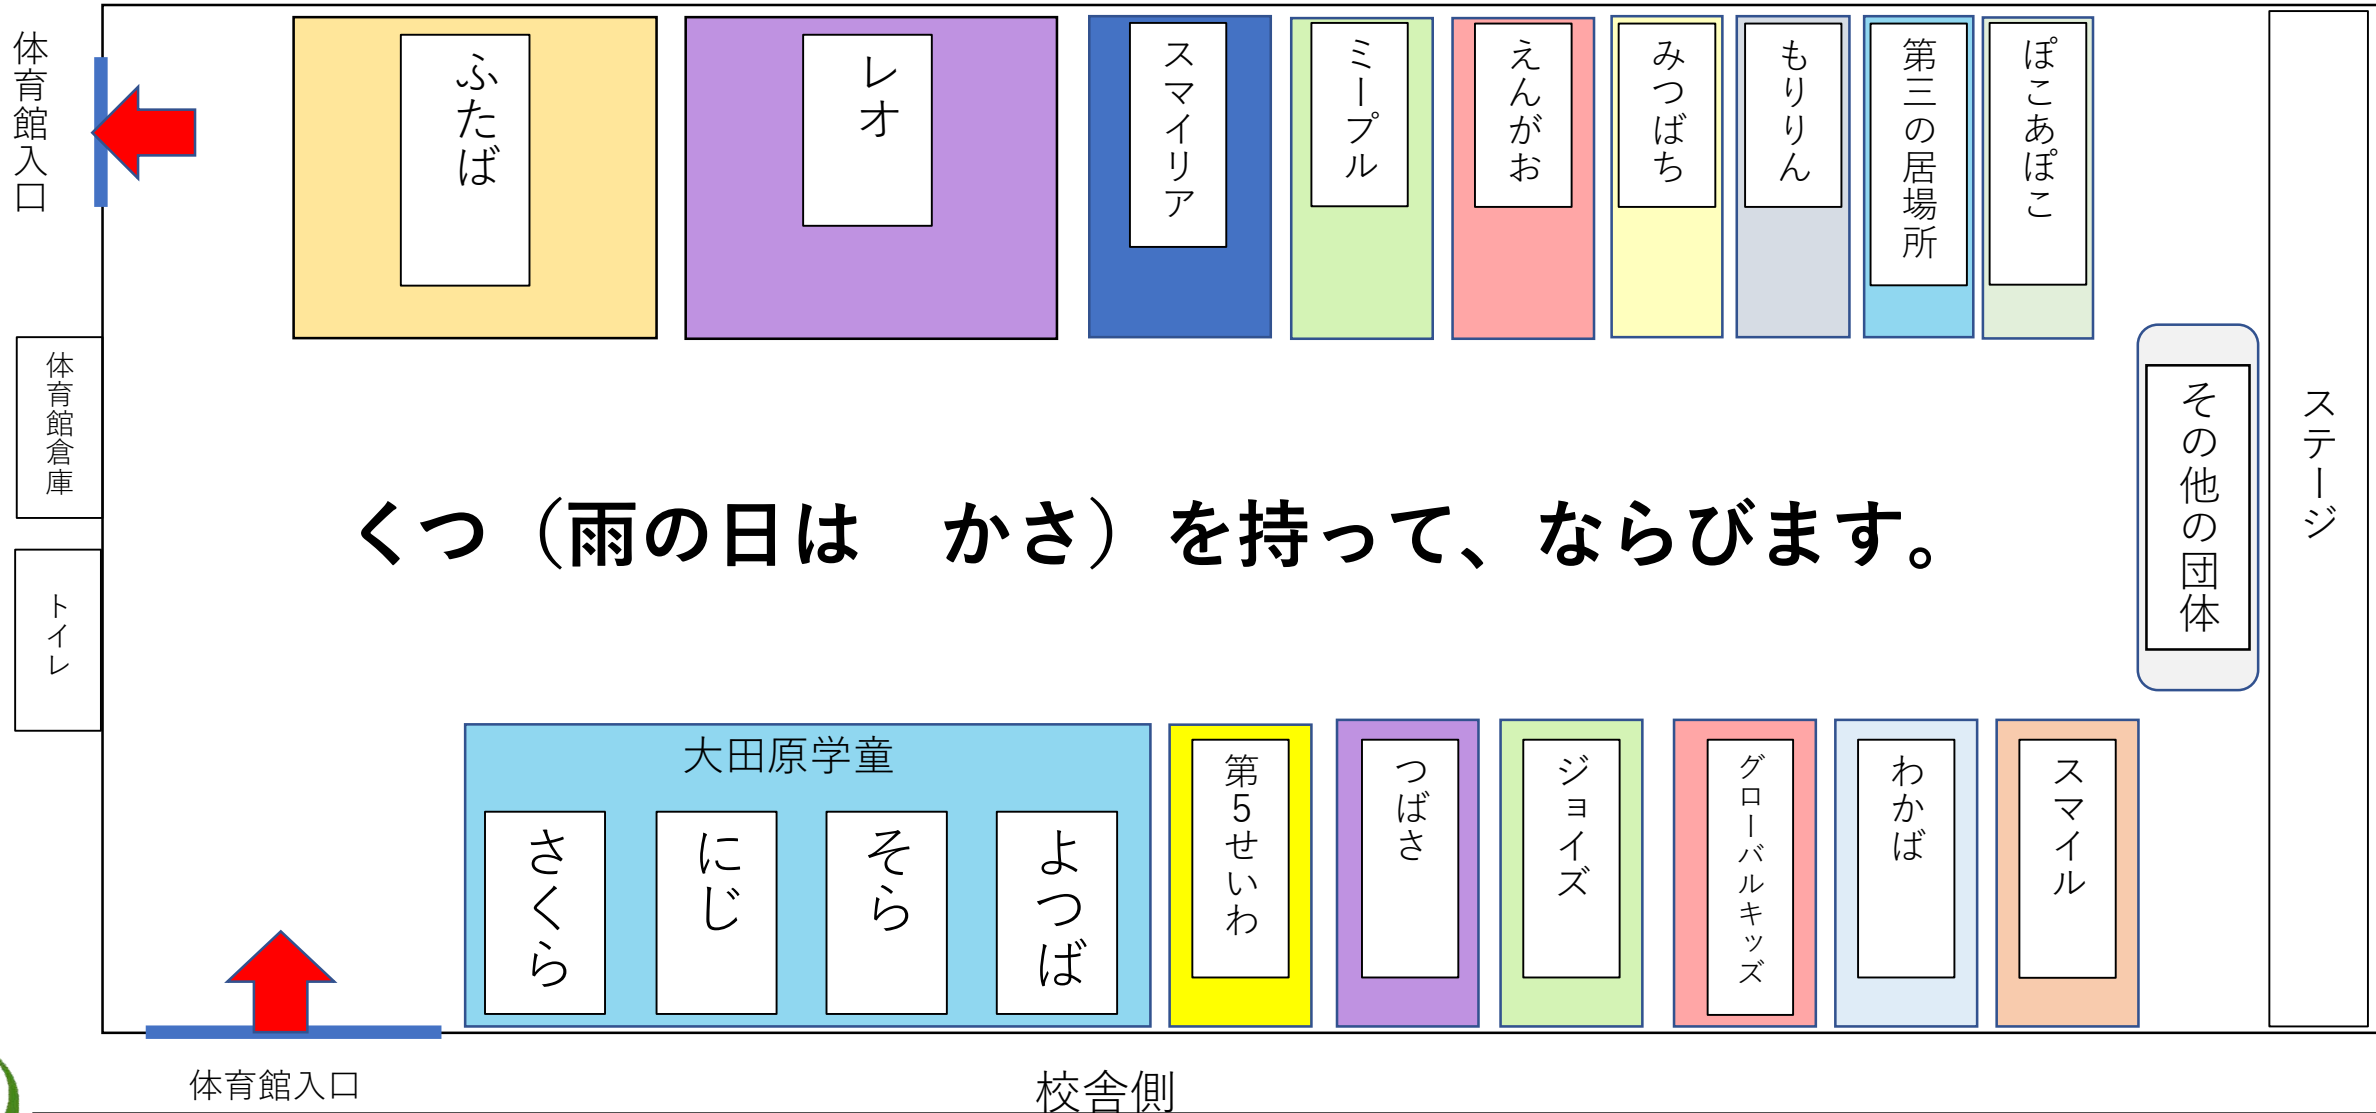 体育館入口
ふたば
レオ
スマイリア
ミープル
えんがお
みつばち
もりりん
第三の居場所
ぽこあぽこ
体育館倉庫
トイレ
くつ（雨の日は　かさ）を持って、ならびます。
その他の団体
ステージ
大田原学童
さくら
にじ
そら
よつば
第5せいわ
つばさ
ジョイズ
グローバルキッズ
わかば
スマイル
体育館入口
校舎側